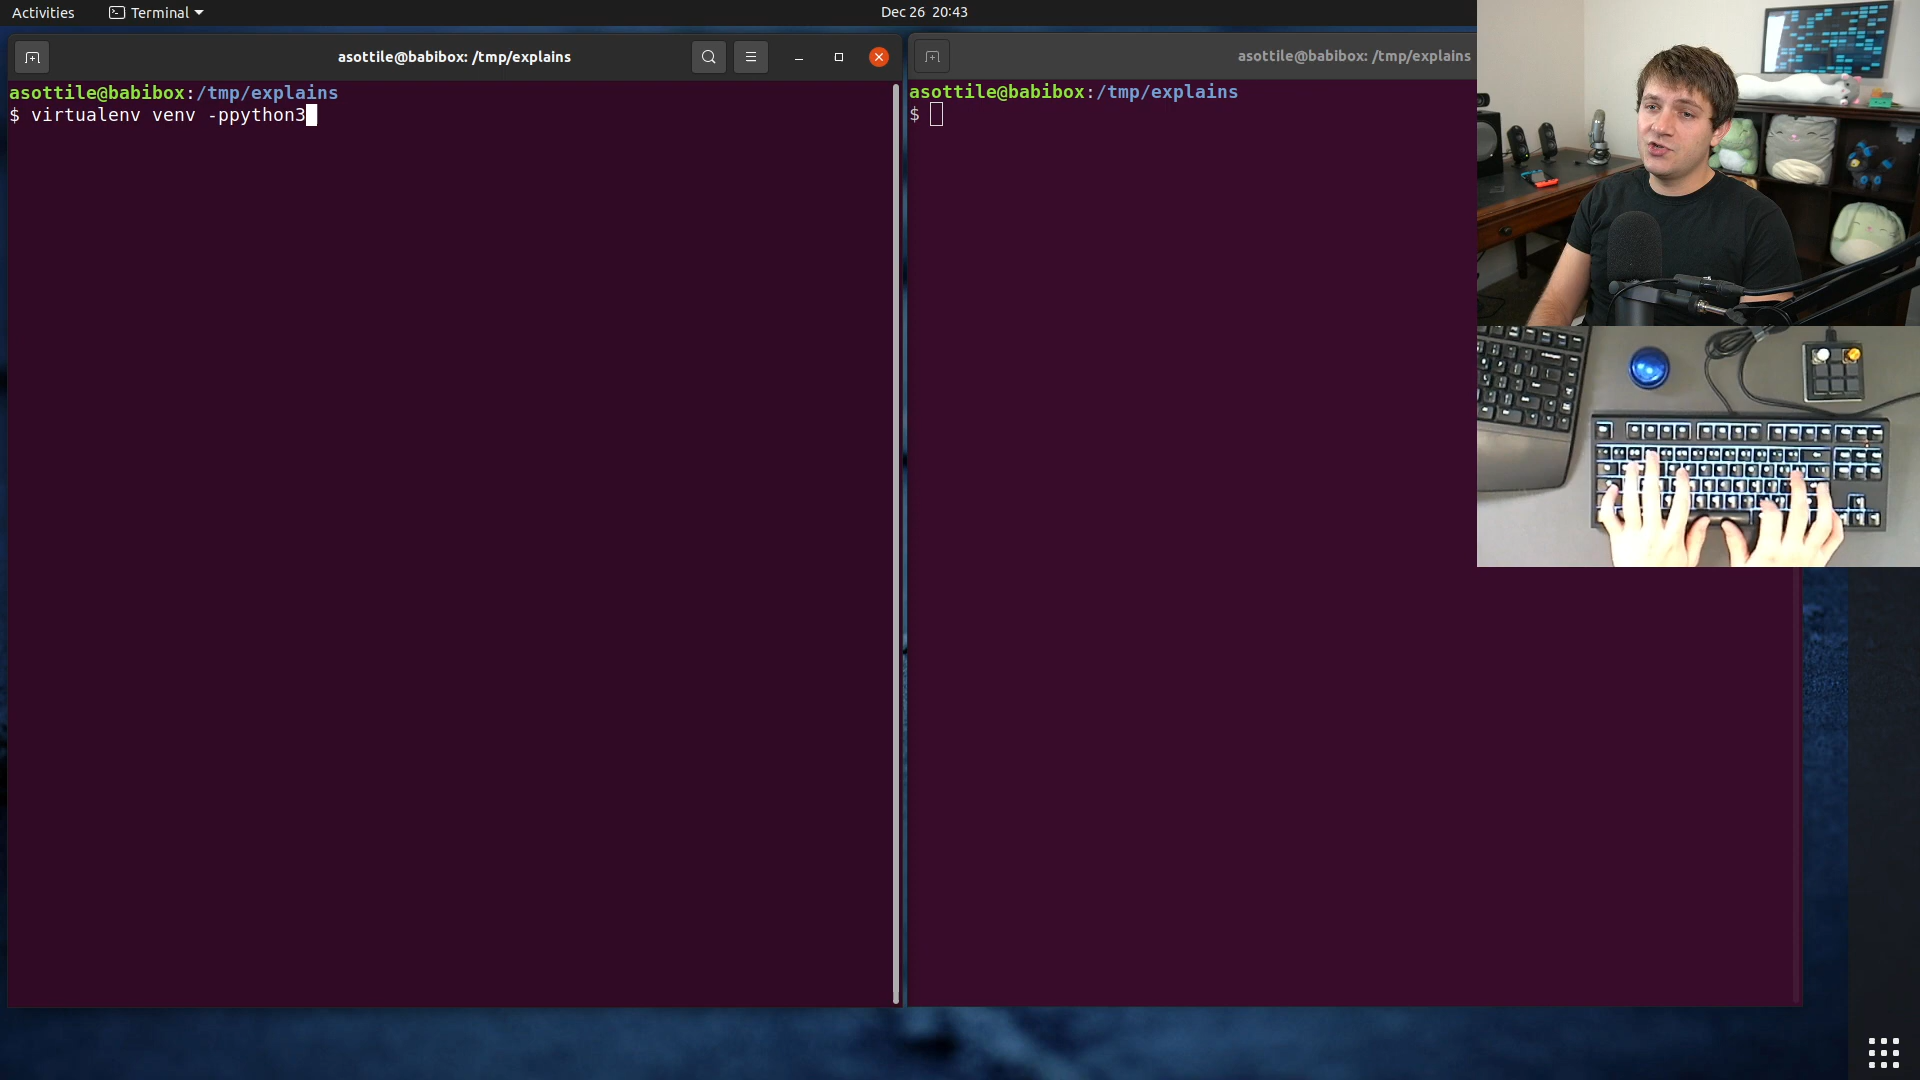 Activities
Terminal
Dec 26 20:43
asottile@babibox: /tmp/explains
asottile@babibox:/tmp/explains
$ virtualenv venv -ppython3
asottile@babibox: /tmp/explains
asottile@babibox:/tmp/explains
$